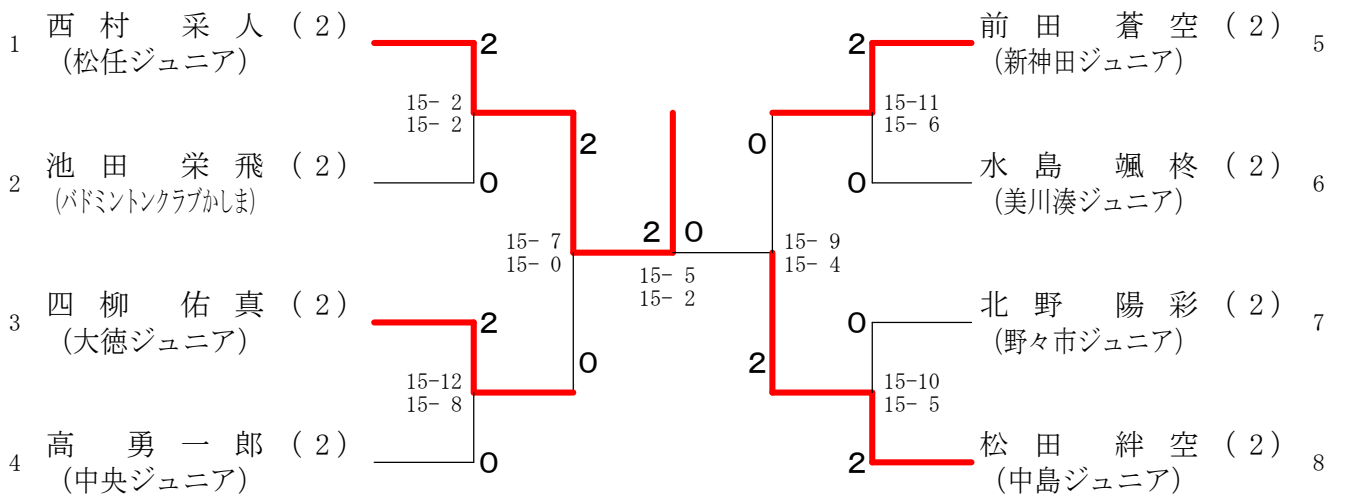 1 西村 采人 (2)
(松任ジュニア)
2
15- 2
15- 2
2 池田 栄飛 (2)
(バドミントンクラブかしま)
0
2
15- 7
15- 0
3 四柳 佑真 (2)
(大徳ジュニア)
2
0
15-12
15- 8
4 高 勇一郎 (2)
(中央ジュニア)
0
2 0
15- 5
15- 2
前田 蒼空 (2) 5
(新神田ジュニア)
2
15-11
15- 6
0
水島 颯柊 (2) 6
(美川湊ジュニア)
0
15- 9
15- 4
北野 陽彩 (2) 7
(野々市ジュニア)
0
2
15-10
15- 5
松田 絆空 (2) 8
(中島ジュニア)
2